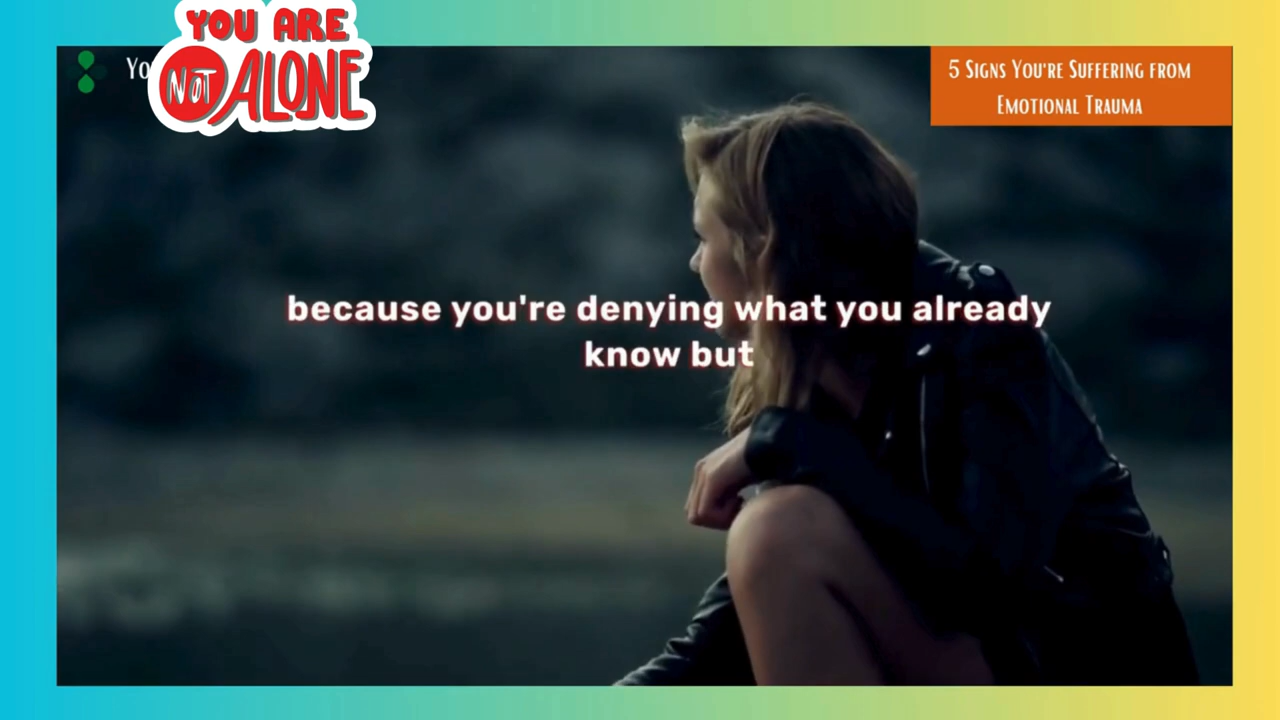 YOU ARE
NOT ALONE
Yo
5 Signs You're Suffering from
Emotional Trauma
because you're denying what you already
know but